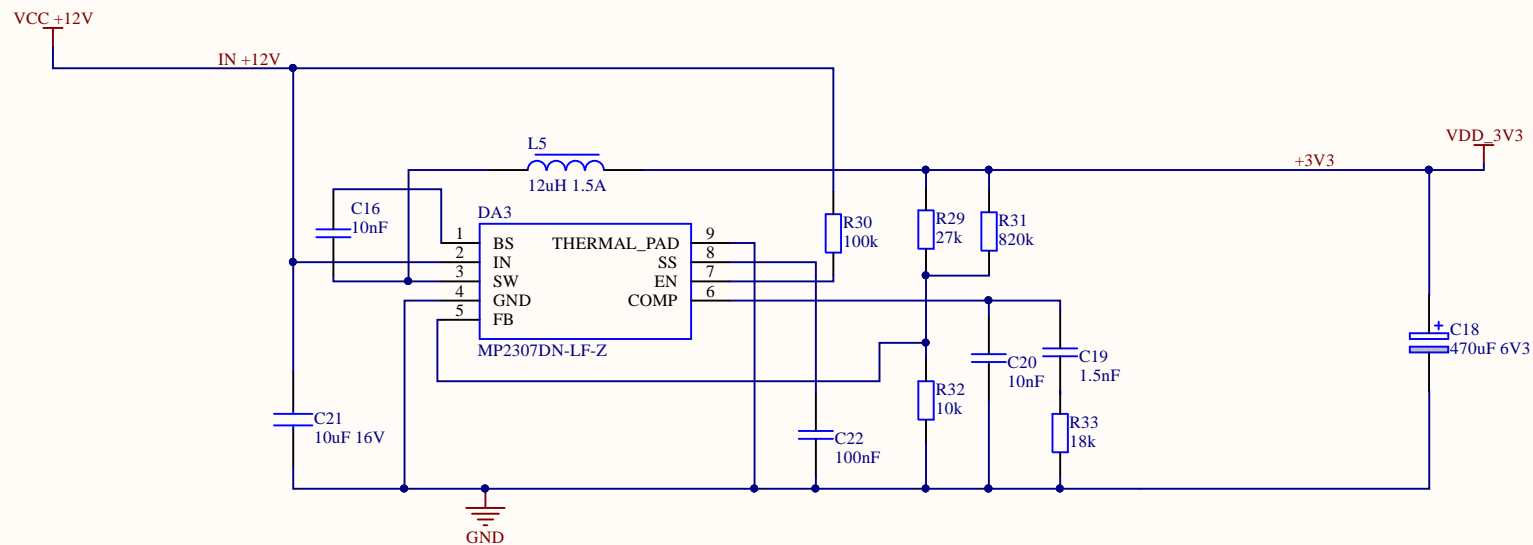 VCC +12V
IN +12V
L5
12uH 1.5A
VDD_3V3
+3V3
C16
10nF
DA3
1
2
3
4
5
BS
IN
SW
GND
FB
THERMAL_PAD
SS
EN
COMP
9
8
7
6
MP2307DN-LF-Z
R30
100k
R29
27k
R31
820k
C18
470uF 6V3
+
C20
10nF
C19
1.5nF
R32
10k
R33
18k
C21
10uF 16V
C22
100nF
GND